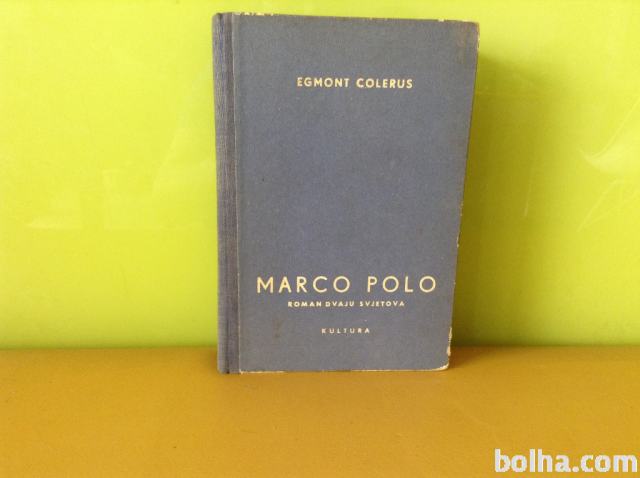 EGMONT COLERUS
MARCO POLO
ROMAN DVAJU SVJETOVA
KULTURA
bolha.com